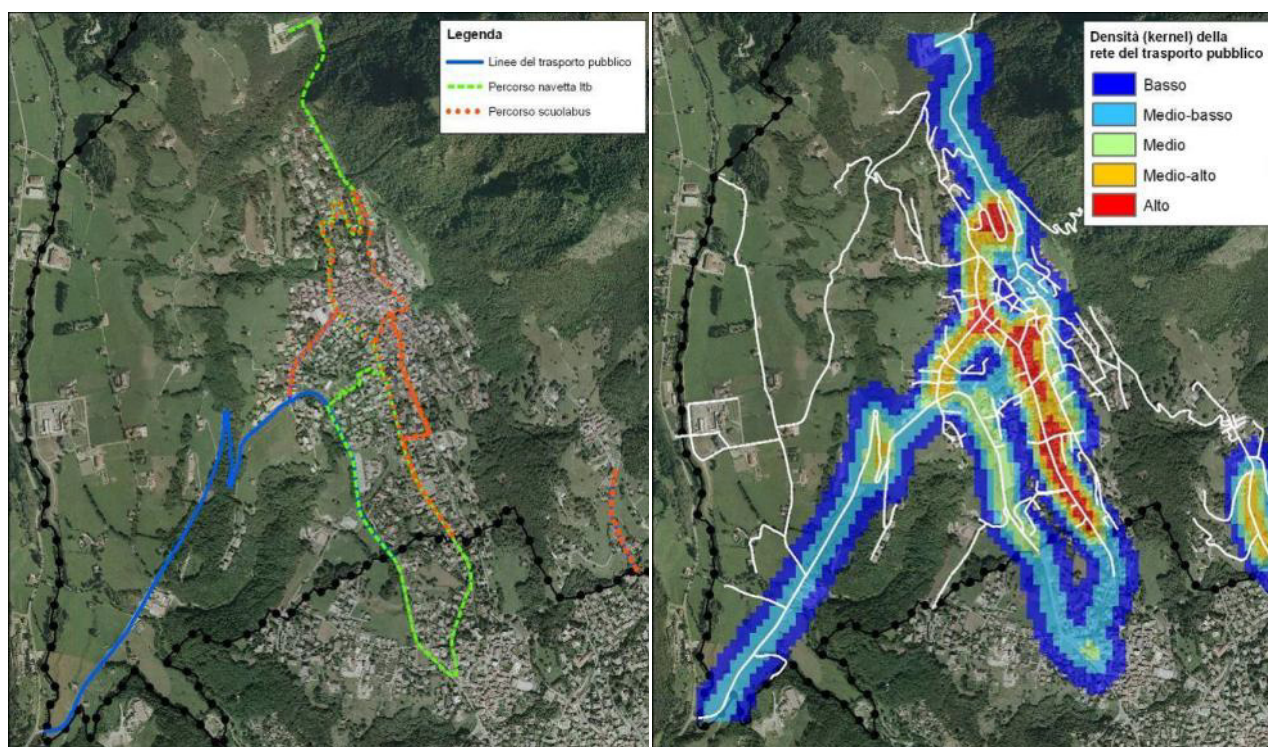 Legenda
Linee del trasporto pubblico
Percorso navetta Itb
Percorso scuolabus
Densità (kernel) della
rete del trasporto pubblico
Basso
Medio-basso
Medio
Medio-alto
Alto